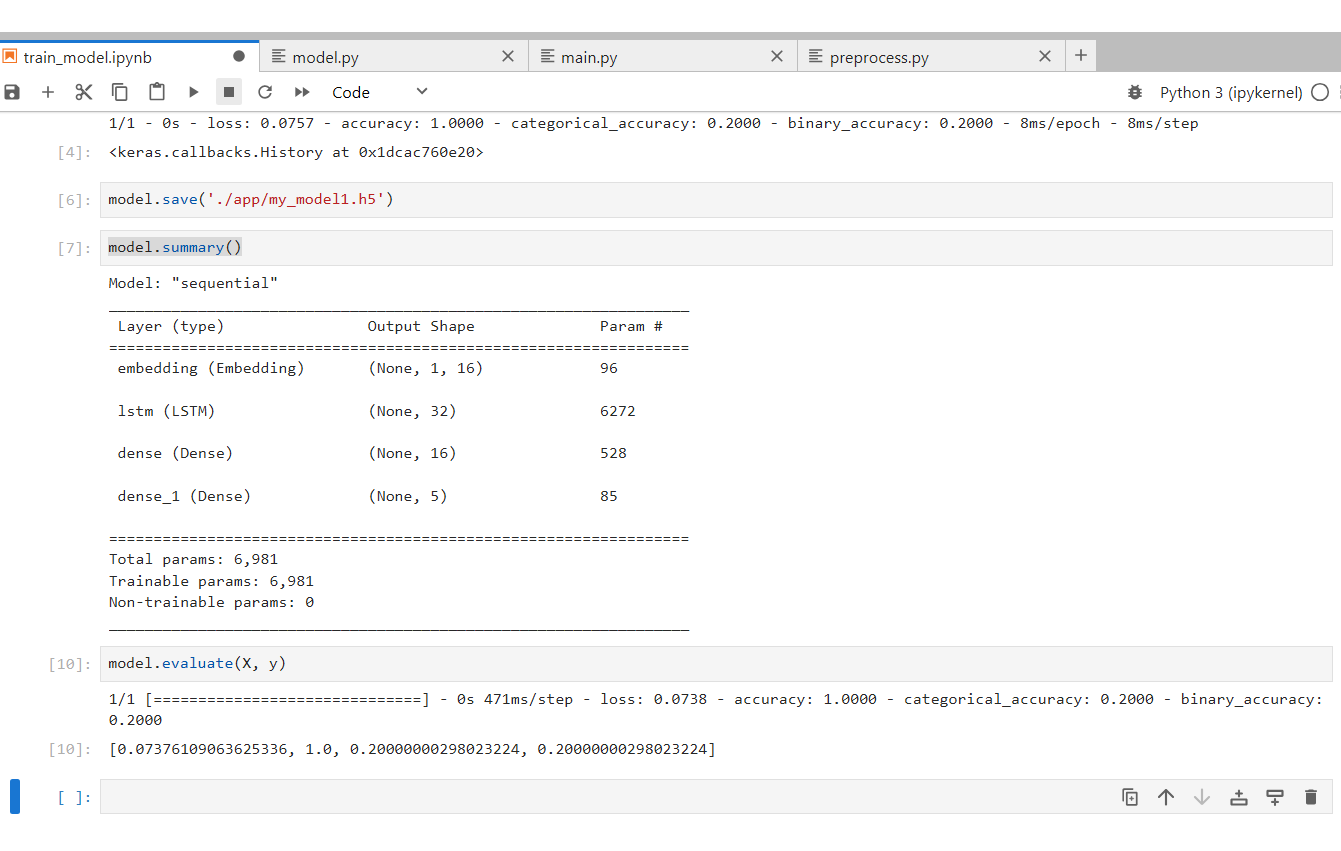 train_model.ipynb model.py main.py preprocess.py
Code Python 3 (ipykernel)
1/1 - 0s - loss: 0.0757 - accuracy: 1.0000 - categorical_accuracy: 0.2000 - binary_accuracy: 0.2000 - 8ms/epoch - 8ms/step
[4]: <keras.callbacks.History at 0x1dcac760e20>
[6]: model.save('./app/my_model1.h5')
[7]: model.summary()
Model: "sequential"
_________________________________________________________________
Layer (type) Output Shape Param #
=================================================================
embedding (Embedding) (None, 1, 16) 96
lstm (LSTM) (None, 32) 6272
dense (Dense) (None, 16) 528
dense_1 (Dense) (None, 5) 85
=================================================================
Total params: 6,981
Trainable params: 6,981
Non-trainable params: 0
_________________________________________________________________
[10]: model.evaluate(X, y)
1/1 [==============================] - 0s 471ms/step - loss: 0.0738 - accuracy: 1.0000 - categorical_accuracy: 0.2000 - binary_accuracy:
0.2000
[10]: [0.07376109063625336, 1.0, 0.20000000298023224, 0.20000000298023224]
[ ]: